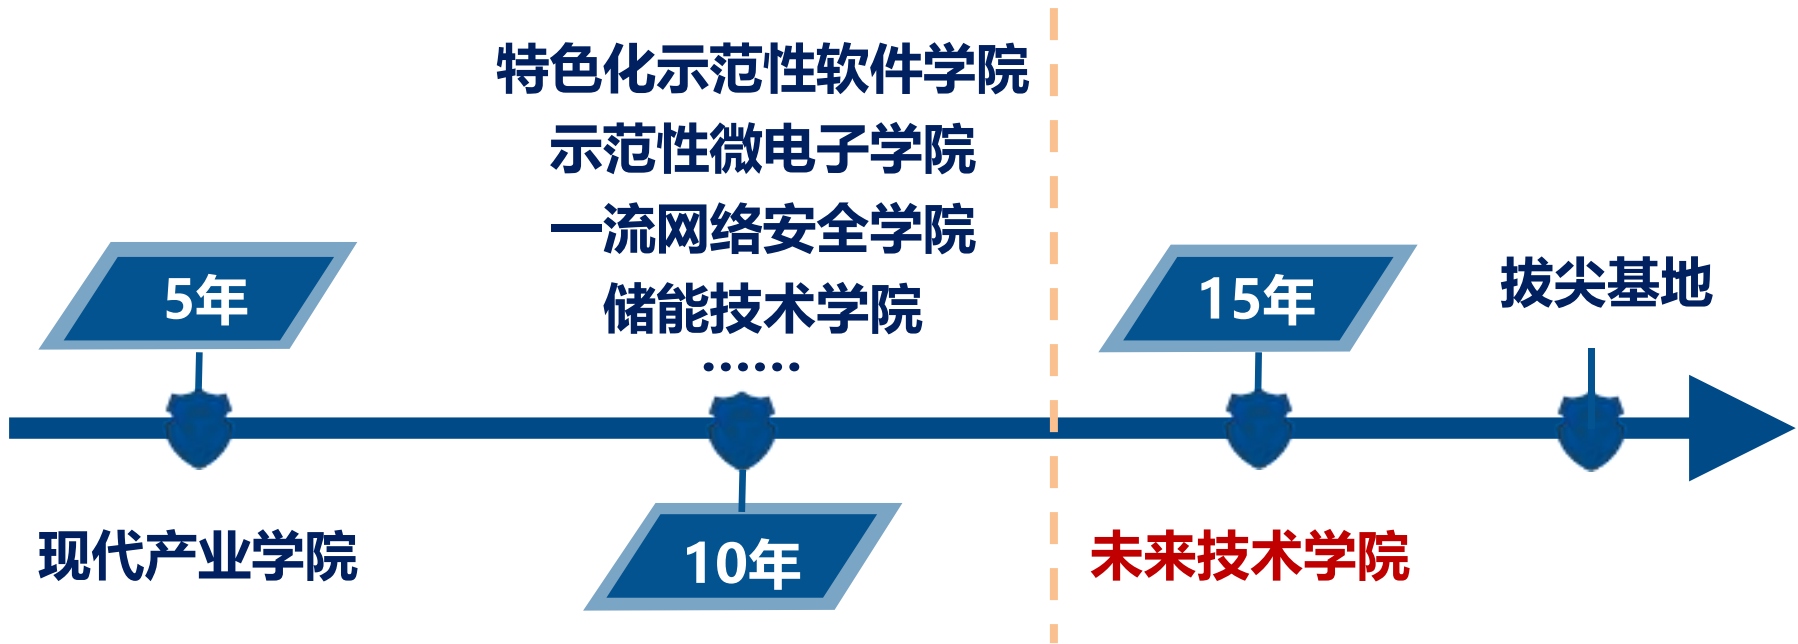 特色化示范性软件学院
示范性微电子学院
一流网络安全学院
储能技术学院
……
5年
15年
拔尖基地
现代产业学院
10年
未来技术学院